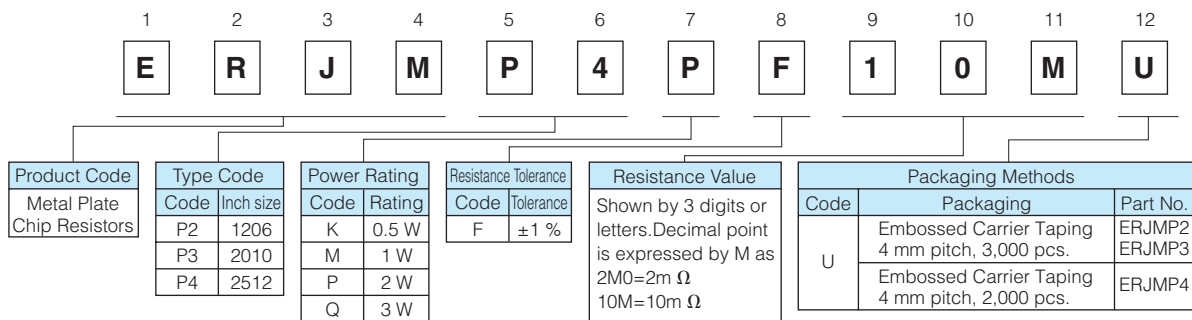 1 2 3 4 5 6 7 8 9 10 11 12
E R J M P 4 P F 1 0 M U
Product Code
Metal Plate
Chip Resistors
Type Code
Code Inch size
P2 1206
P3 2010
P4 2512
Power Rating
Code Rating
K 0.5 W
M 1 W
P 2 W
Q 3 W
Resistance Tolerance
Code Tolerance
F ±1 %
Resistance Value
Shown by 3 digits or
letters.Decimal point
is expressed by M as
2M0=2m Ω
10M=10m Ω
Packaging Methods
Code Packaging Part No.
U
Embossed Carrier Taping
4 mm pitch, 3,000 pcs.
ERJMP2
ERJMP3
Embossed Carrier Taping
4 mm pitch, 2,000 pcs.
ERJMP4